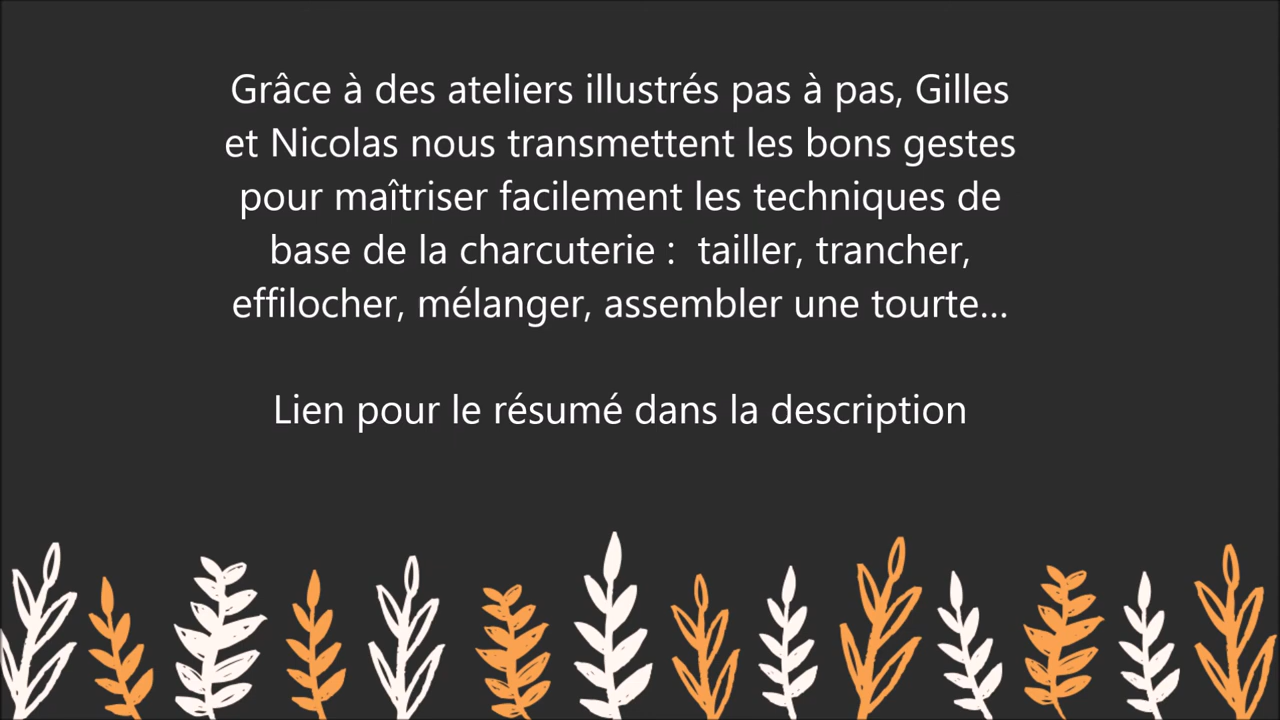 Grâce à des ateliers illustrés pas à pas, Gilles
et Nicolas nous transmettent les bons gestes
pour maîtriser facilement les techniques de
base de la charcuterie :  tailler, trancher,
effilocher, mélanger, assembler une tourte...
Lien pour le résumé dans la description